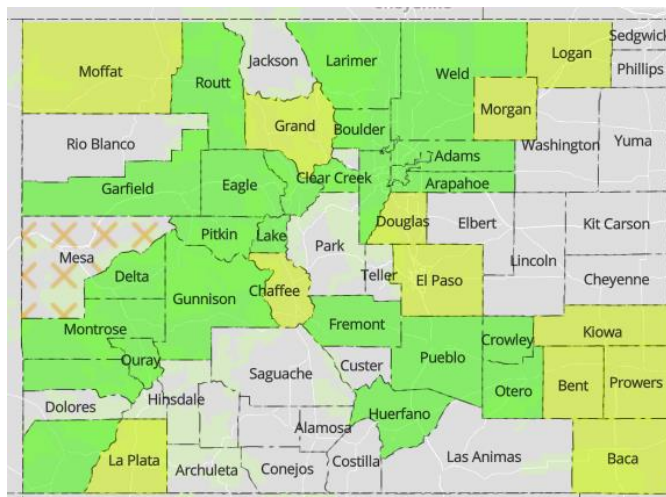 Cheyenne
Sedgwick
Jackson
Larimer
Logan
Moffat
Routt
Weld
Phillips
Morgan
Grand
Boulder
Rio Blanco
Washington
Yuma
Adams
Clear Creek
Eagle
Garfield
Arapahoe
Douglas
Elbert
Kit Carson
Pitkin
Lake
Park
Mesa
Lincoln
Delta
Teller
El Paso
Cheyenne
Chaffee
Gunnison
Fremont
Montrose
Kiowa
Crowley
Pueblo
Ouray
Custer
Saguache
Bent
Prowers
Otero
Hinsdale
Dolores
Huerfano
Alamosa
Las Animas
La Plata
Baca
Costilla
Conejos
Archuleta